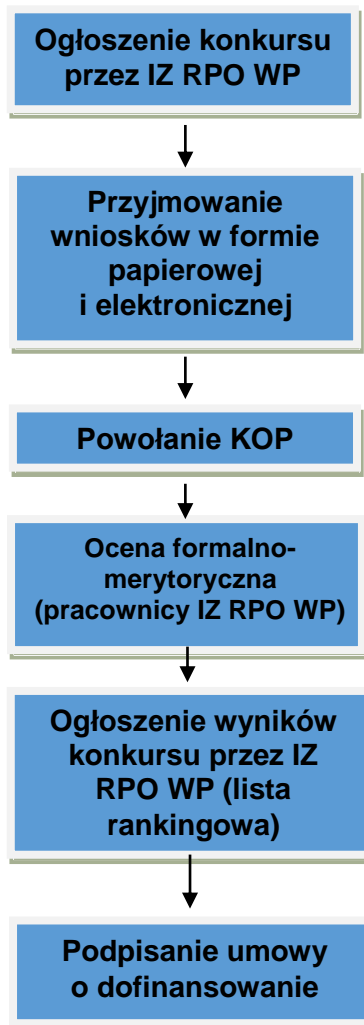 Ogłoszenie konkursu
przez IZ RPO WP
Przyjmowanie
wniosków w formie
papierowej
i elektronicznej
Powołanie KOP
Ocena formalno-
merytoryczna
(pracownicy IZ RPO WP)
Ogłoszenie wyników
konkursu przez IZ
RPO WP (lista
rankingowa)
Podpisanie umowy
o dofinansowanie